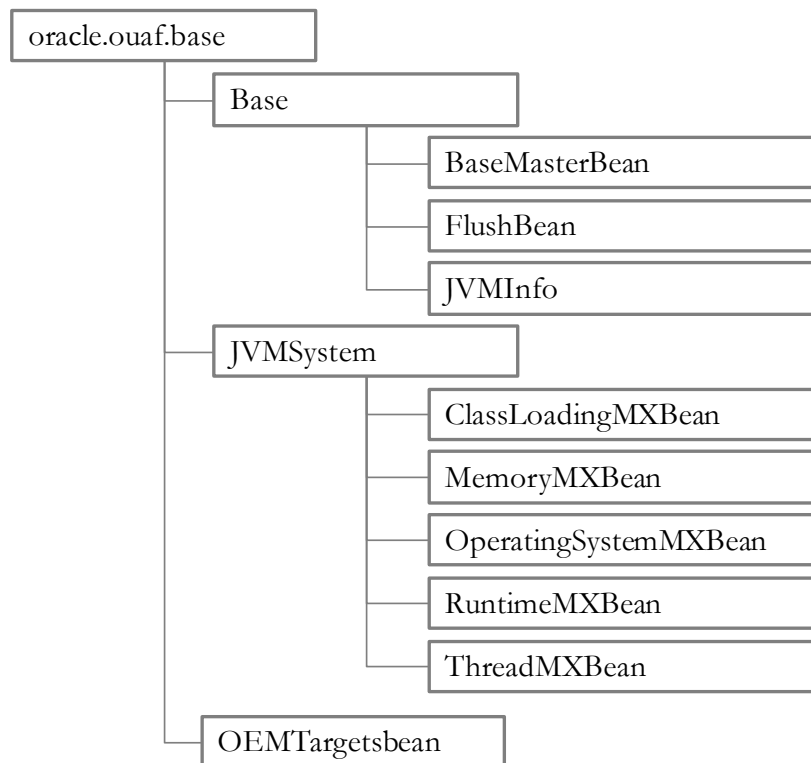 oracle.ouaf.base
Base
BaseMasterBean
FlushBean
JVMInfo
JVMSystem
ClassLoadingMXBean
MemoryMXBean
OperatingSystemMXBean
RuntimeMXBean
ThreadMXBean
OEMTargetsbean